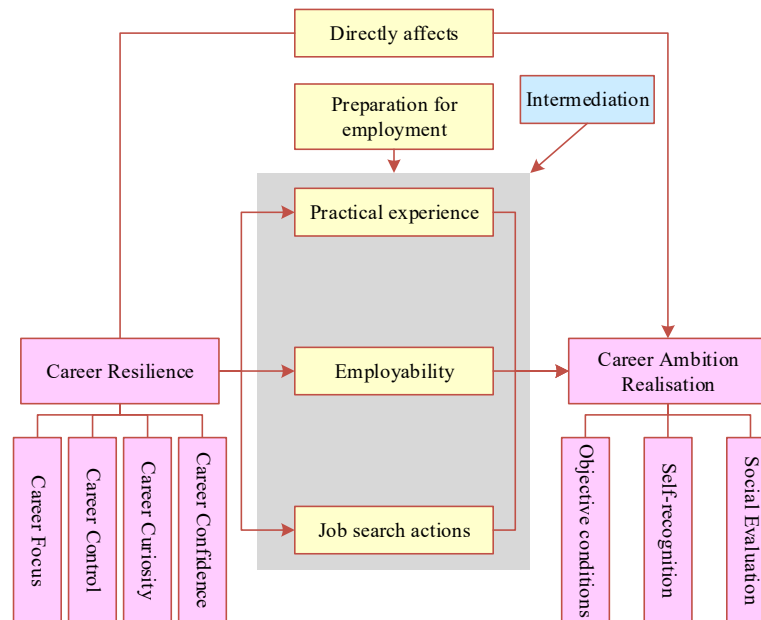 Directly affects
Preparation for
employment
Intermediation
Practical experience
Career Resilience
Employability
Career Ambition
Realisation
Job search actions
Career Focus
Career Control
Career Curiosity
Career Confidence
Objective conditions
Self-recognition
Social Evaluation